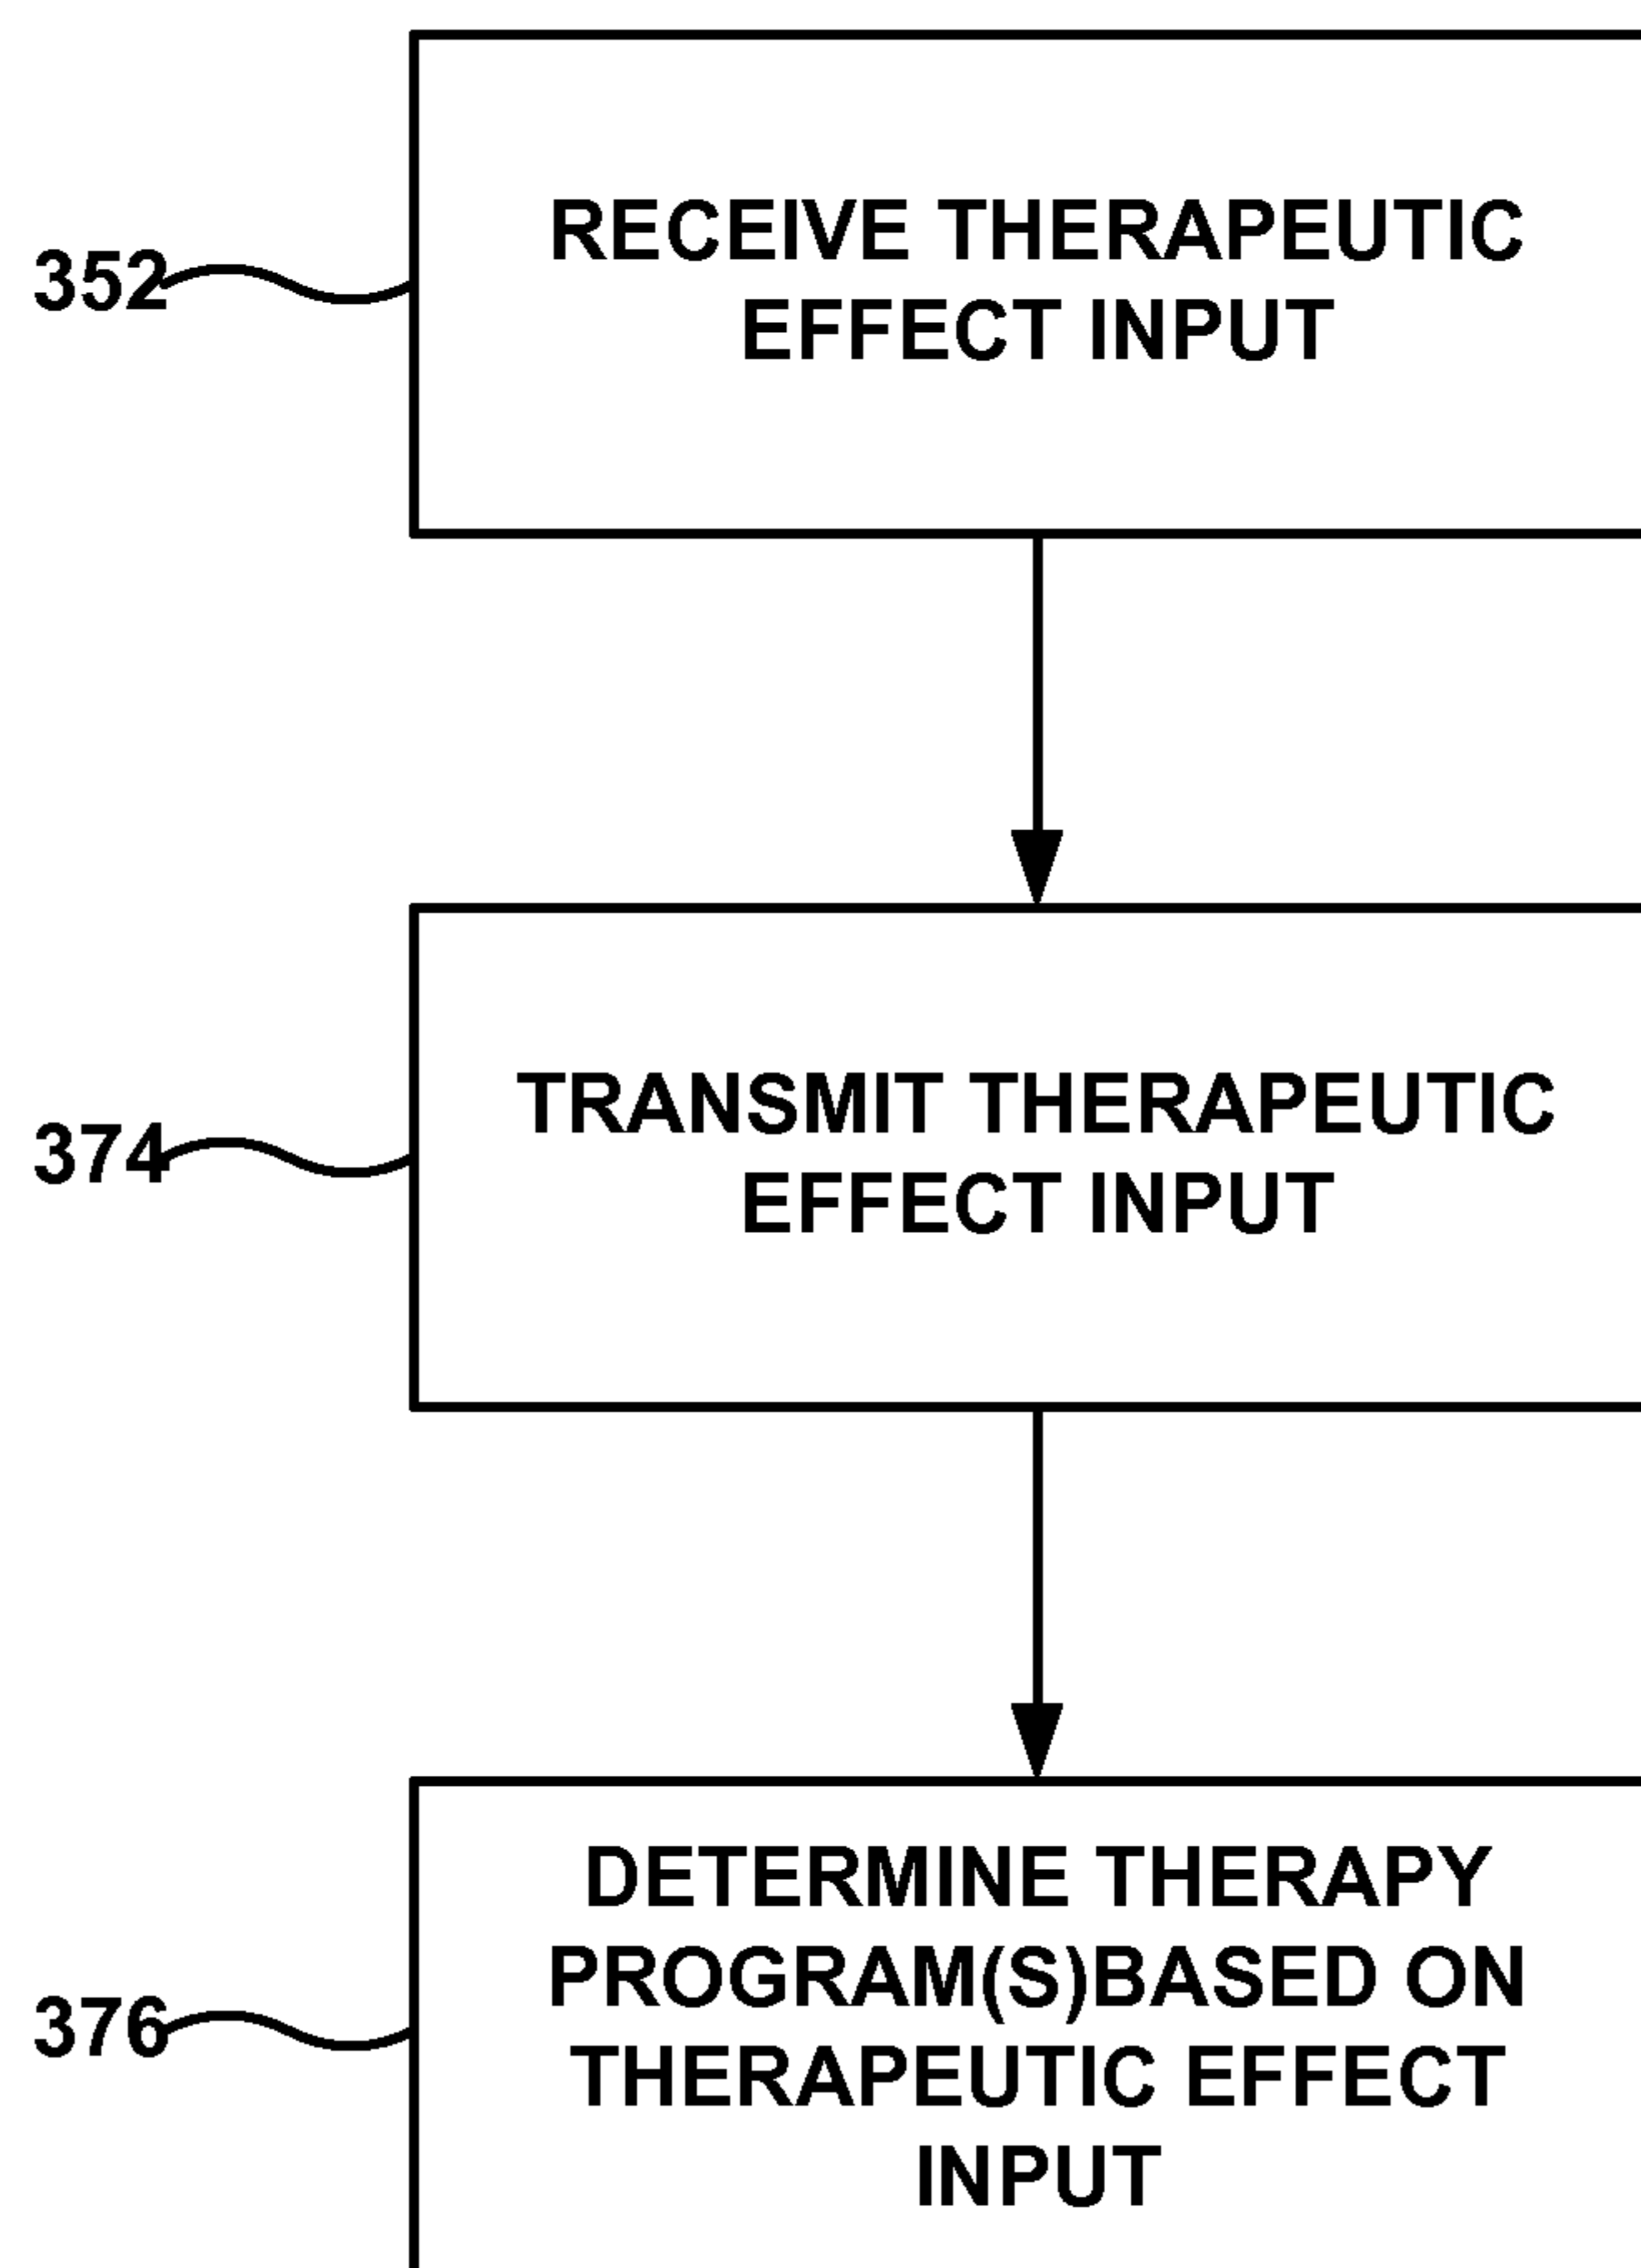 352
RECEIVE THERAPEUTIC
EFFECT INPUT
374
TRANSMIT THERAPEUTIC
EFFECT INPUT
376
DETERMINE THERAPY
PROGRAM(S)BASED ON
THERAPEUTIC EFFECT
INPUT